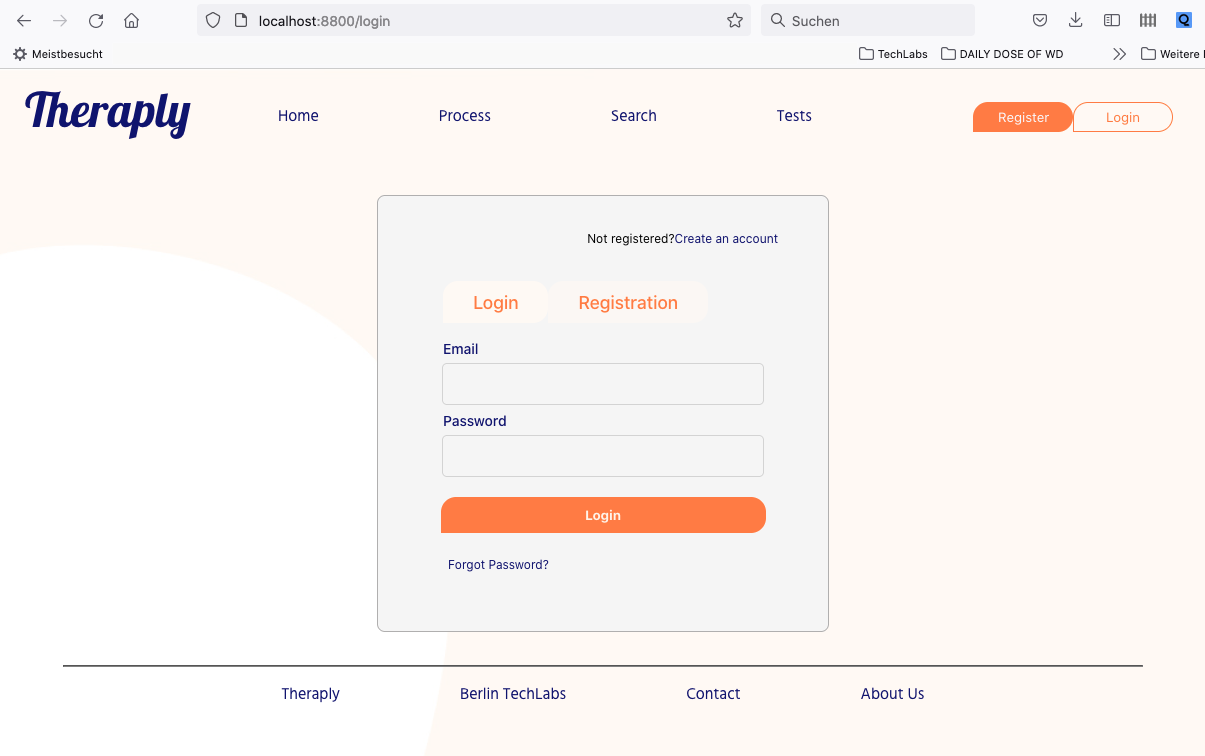 localhost:8800/login
Suchen
Meistbesucht
TechLabs
DAILY DOSE OF WD
Weitere
Theraply
Home
Process
Search
Tests
Register
Login
Not registered?Create an account
Login
Registration
Email
Password
Login
Forgot Password?
Theraply
Berlin TechLabs
Contact
About Us